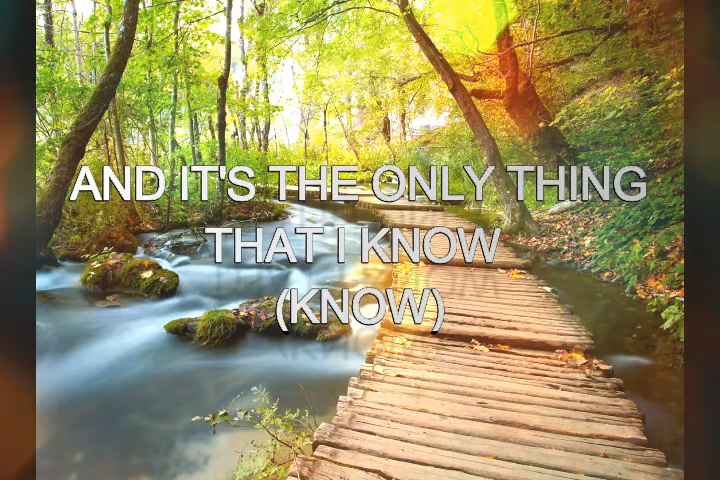 AND IT'S THE ONLY THING
THAT I KNOW
(KNOW)